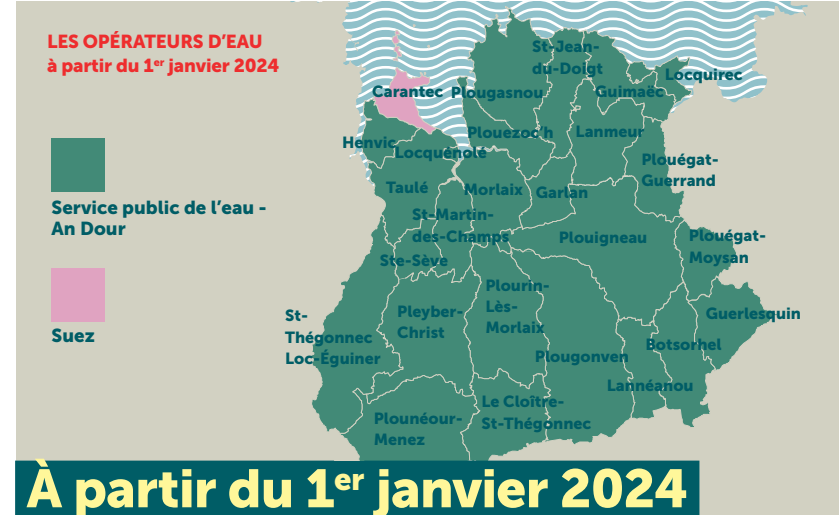 LES OPÉRATEURS D'EAU
à partir du 1er janvier 2024
Service public de l'eau -
An Dour
Suez
St-Jean-
du-Doigt
Locquirec
Carantec
Plougasnou
Guimaëc
Plouezoc'h
Lanmeur
Henvic
Locquénolé
Plouégat-
Guerrand
Taulé
Morlaix
Garlan
St-Martin-
des-Champs
Plouigneau
Plouégat-
Moysan
Ste-Sève
Plourin-
Lès-
Morlaix
St-
Thégonnec
Loc-Éguiner
Pleyber-
Christ
Guerlesquin
Botsorhel
Plougonven
Lannéanou
Le Cloître-
St-Thégonnec
Plounéour-
Menez
À partir du 1er janvier 2024